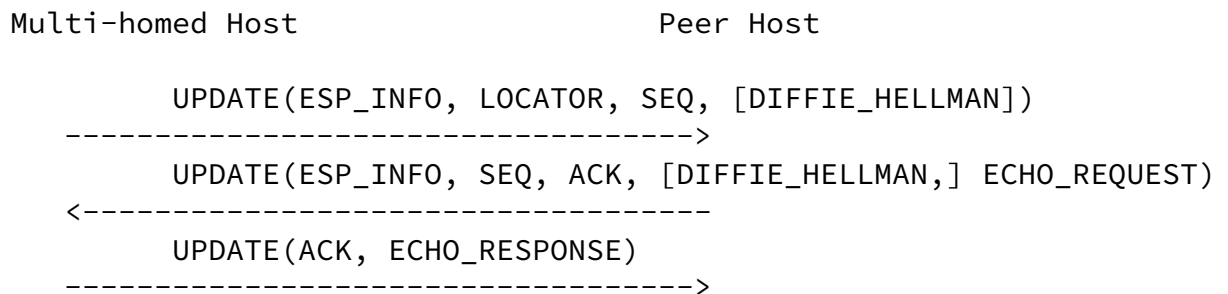 Multi-homed Host                    Peer Host
UPDATE(ESP_INFO, LOCATOR, SEQ, [DIFFIE_HELLMAN])
----------------------------------->
UPDATE(ESP_INFO, SEQ, ACK, [DIFFIE_HELLMAN,] ECHO_REQUEST)
<-----------------------------------
UPDATE(ACK, ECHO_RESPONSE)
----------------------------------->